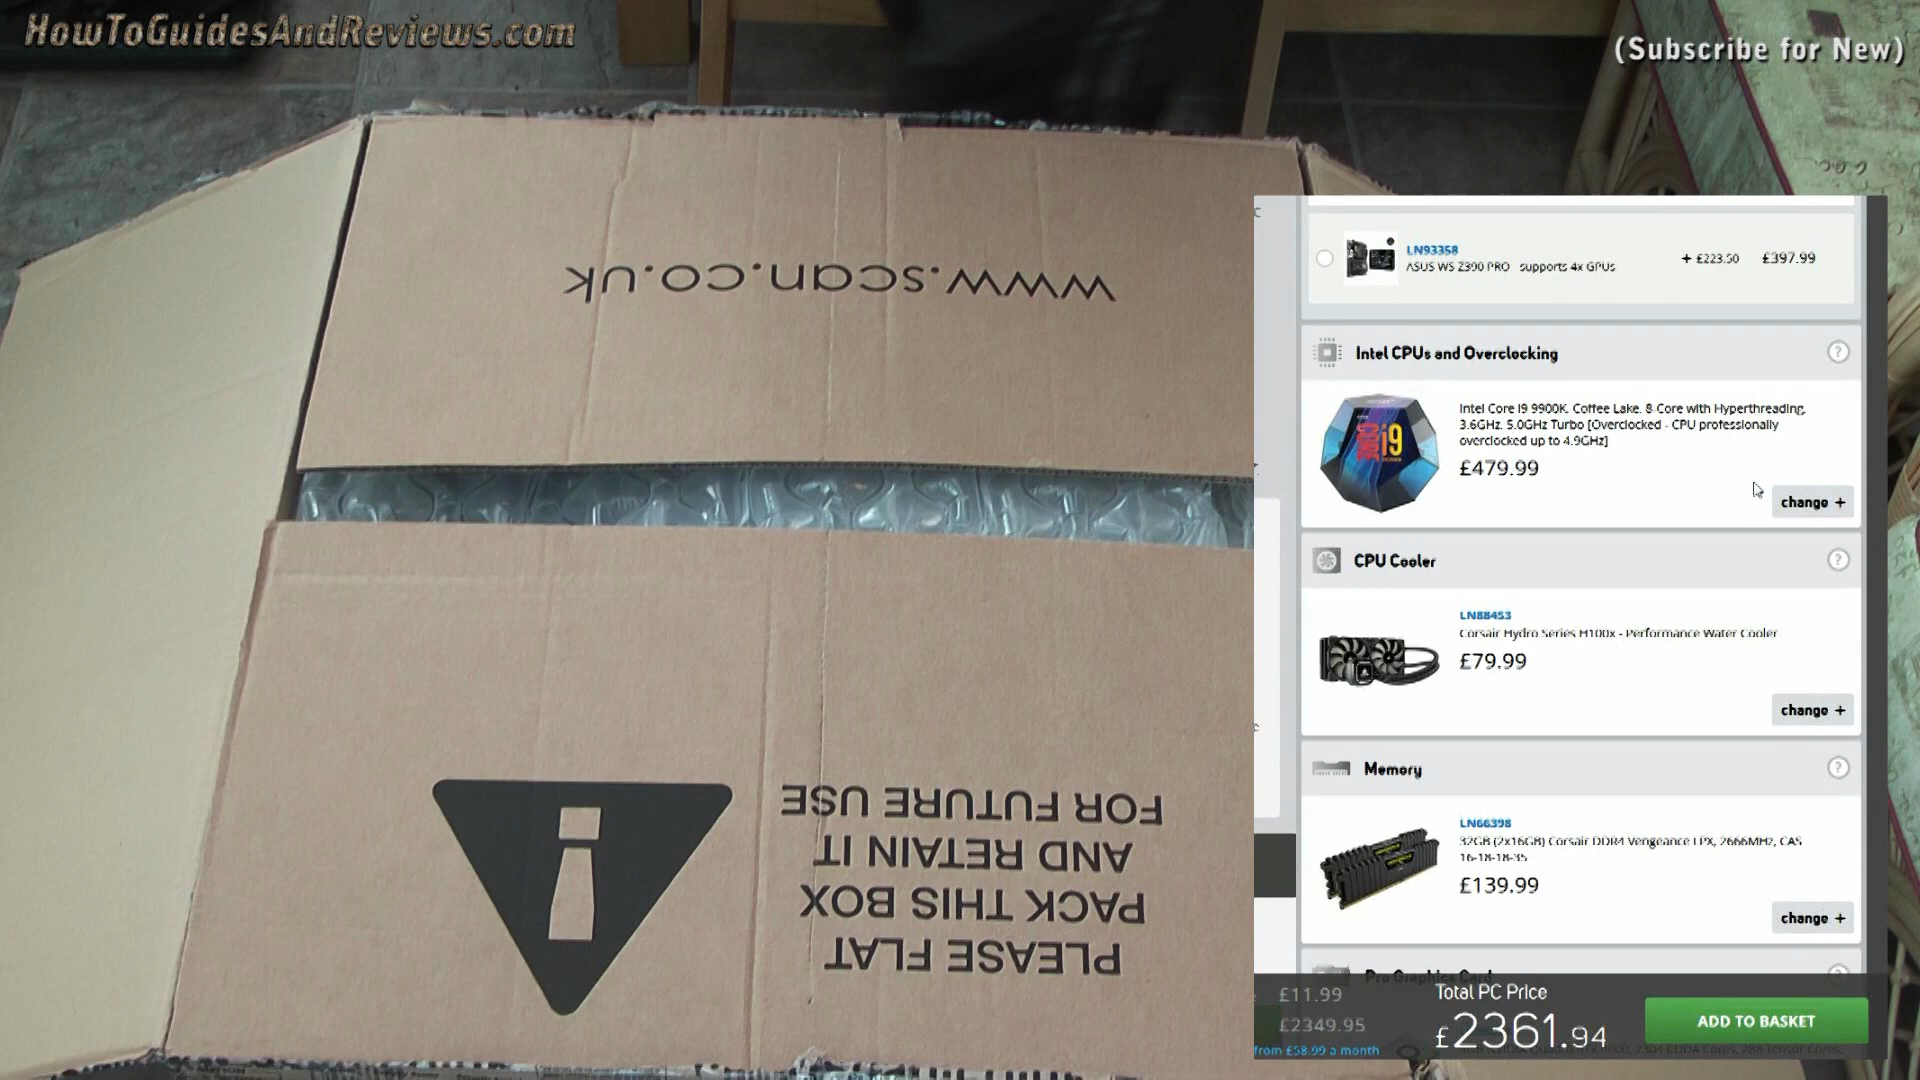 HowToGuidesAndReviews.com
(Subscribe for New)
www.scan.co.uk
PLEASE FLAT
PACK THIS BOX
AND RETAIN IT
FOR FUTURE USE
LN93358
ASUS WS Z390 PRO supports 4x GPUs
+ £223.50 £397.99
Intel CPUs and Overclocking
?
CORE i9
Intel Core i9 9900K, Coffee Lake, 8 Core with Hyperthreading,
3.6GHz, 5.0GHz Turbo [Overclocked - CPU professionally
overclocked up to 4.9GHz]
£479.99
change +
CPU Cooler
?
LN88453
Corsair Hydro Series H100x - Performance Water Cooler
£79.99
change +
Memory
?
LN66398
32GB (2x16GB) Corsair DDR4 Vengeance LPX, 2666MHz, CAS
16-18-18-35
£139.99
change +
Pro Graphics Card
£11.99
£2349.95
from £58.99 a month
Total PC Price
£2361.94
ADD TO BASKET